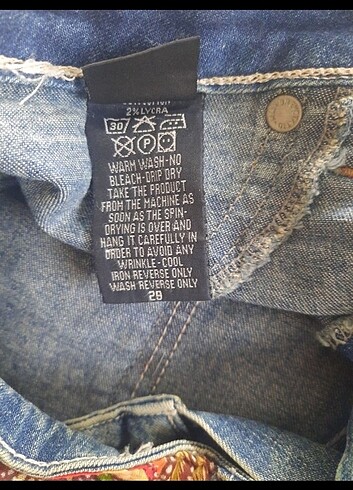 2% LYCRA
30
P
WARM WASH-NO
BLEACH-DRIP DRY
TAKE THE PRODUCT
FROM THE MACHINE AS
SOON AS THE SPIN-
DRYING IS OVER AND
HANG IT CAREFULLY IN
ORDER TO AVOID ANY
WRINKLE-COOL
IRON REVERSE ONLY
WASH REVERSE ONLY
29